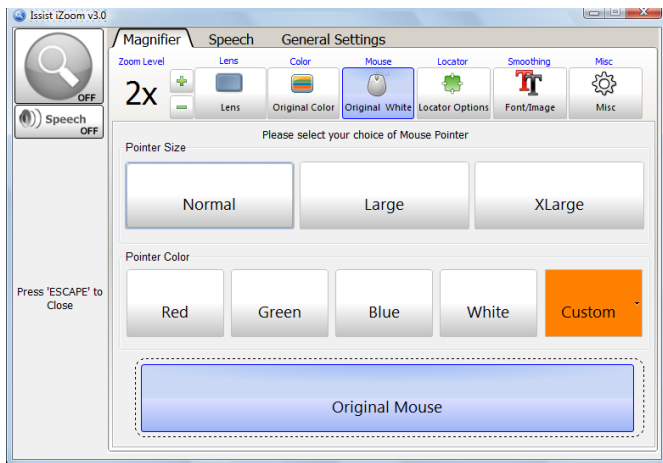 Issist iZoom v3.0
Magnifier Speech General Settings
Zoom Level Lens Color Mouse Locator Smoothing Misc
OFF
2x Lens Original Color Original White Locator Options Font/Image Misc
Speech
OFF
Please select your choice of Mouse Pointer
Pointer Size
Normal Large XLarge
Pointer Color
Press 'ESCAPE' to
Close
Red Green Blue White Custom
Original Mouse